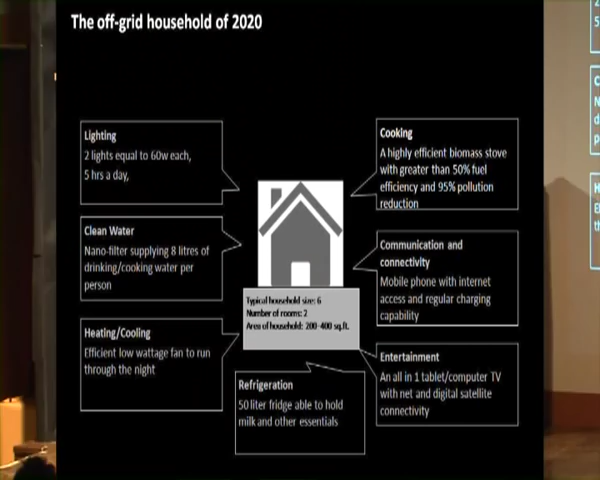 The off-grid household of 2020
Lighting
2 lights equal to 60w each,
5 hrs a day,
Clean Water
Nano-filter supplying 8 litres of
drinking/cooking water per
person
Heating/Cooling
Efficient low wattage fan to run
through the night
Typical household size: 6
Number of rooms: 2
Area of household: 200-400 sq.ft.
Refrigeration
50 liter fridge able to hold
milk and other essentials
Cooking
A highly efficient biomass stove
with greater than 50% fuel
efficiency and 95% pollution
reduction
Communication and
connectivity
Mobile phone with internet
access and regular charging
capability
Entertainment
An all in 1 tablet/computer TV
with net and digital satellite
connectivity